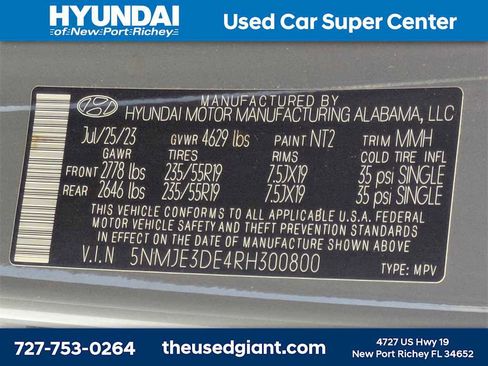 HYUNDAI
of New Port Richey
Used Car Super Center
MANUFACTURED BY
HYUNDAI MOTOR MANUFACTURING ALABAMA, LLC
Jul/25/23 GVWR 4629 lbs PAINT NT2 TRIM MMH
GAWR TIRES RIMS COLD TIRE INFL
FRONT 2778 lbs 235/55R19 7.5JX19 35 psi SINGLE
REAR 2646 lbs 235/55R19 7.5JX19 35 psi SINGLE
THIS VEHICLE CONFORMS TO ALL APPLICABLE U.S.A. FEDERAL
MOTOR VEHICLE SAFETY AND THEFT PREVENTION STANDARDS
IN EFFECT ON THE DATE OF MANUFACTURE SHOWN ABOVE.
V.I.N 5NMJE3DE4RH300800 TYPE: MPV
727-753-0264
theusedgiant.com
4727 US Hwy 19
New Port Richey FL 34652